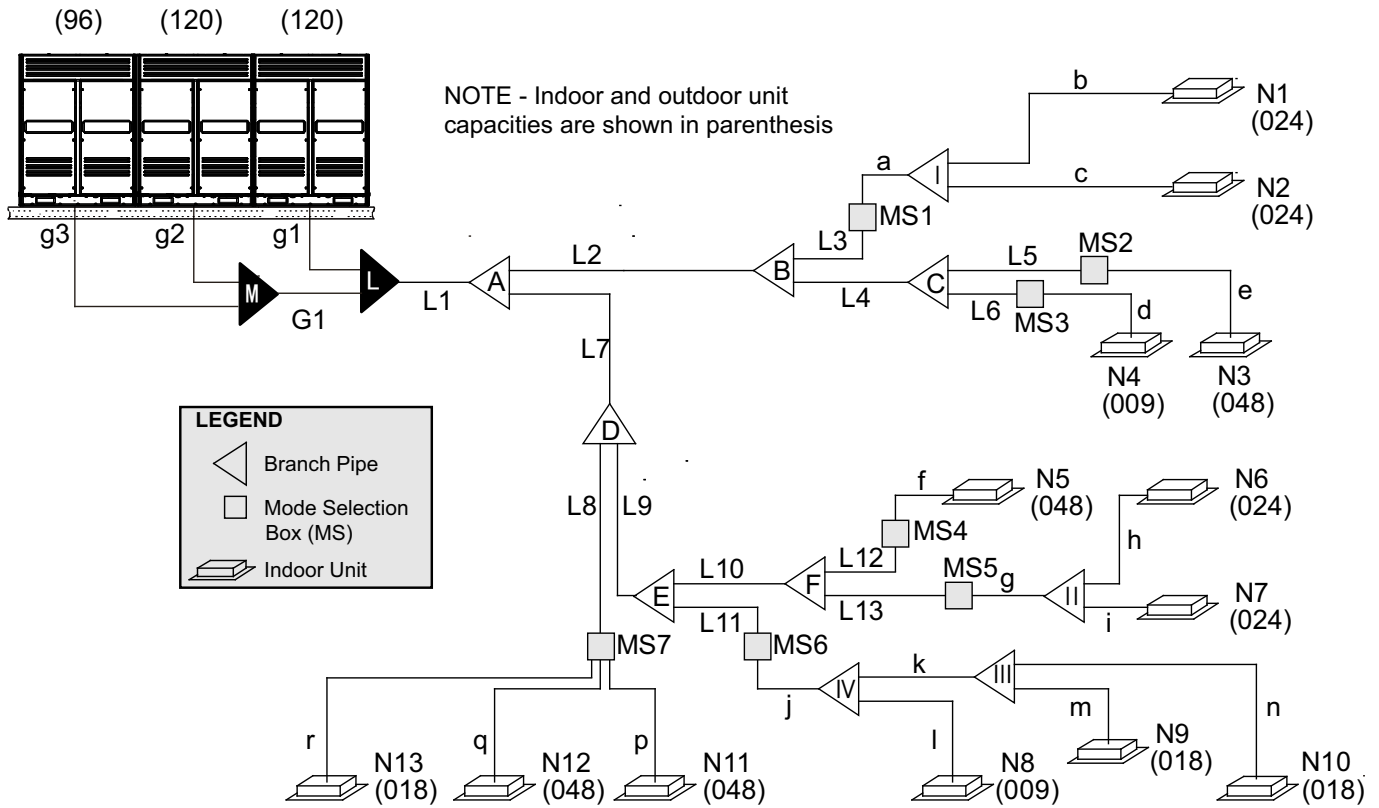 (96) (120) (120)
NOTE - Indoor and outdoor unit
capacities are shown in parenthesis
g3 g2 g1
M
G1
L
L1
A
L2
B
L3
MS1
a
I
b
N1
(024)
c
N2
(024)
L4
C
L5
MS2
e
N3
(048)
L6
MS3
d
N4
(009)
L7
D
L8
L9
E
L10
F
L12
MS4
f
N5
(048)
L13
MS5
g
II
h
N6
(024)
i
N7
(024)
L11
MS6
j
IV
k
III
n
N10
(018)
m
N9
(018)
l
N8
(009)
MS7
r
N13
(018)
q
N12
(048)
p
N11
(048)
LEGEND
Branch Pipe
Mode Selection
Box (MS)
Indoor Unit